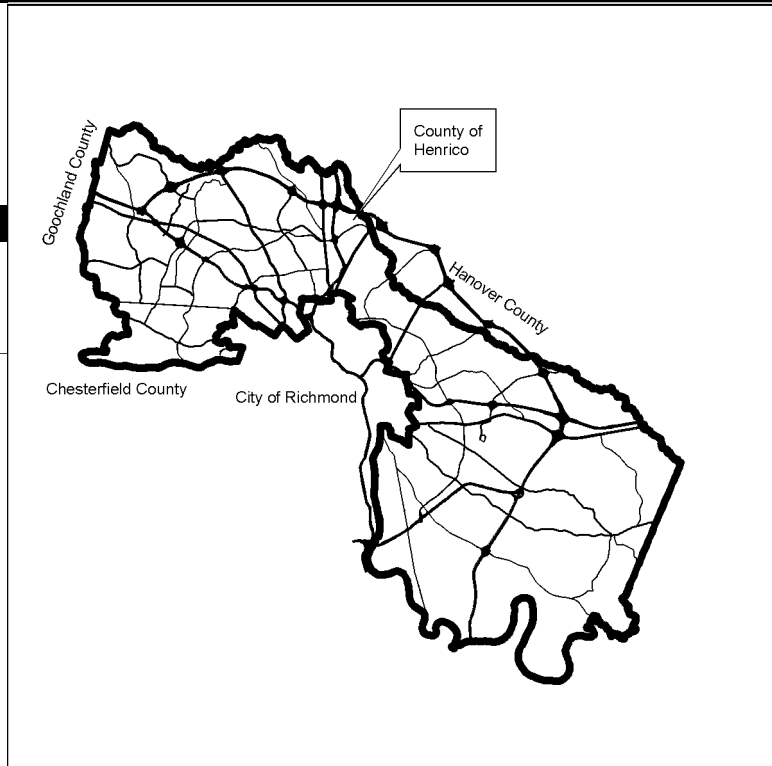 County of
Henrico
Goochland County
Hanover County
Chesterfield County
City of Richmond